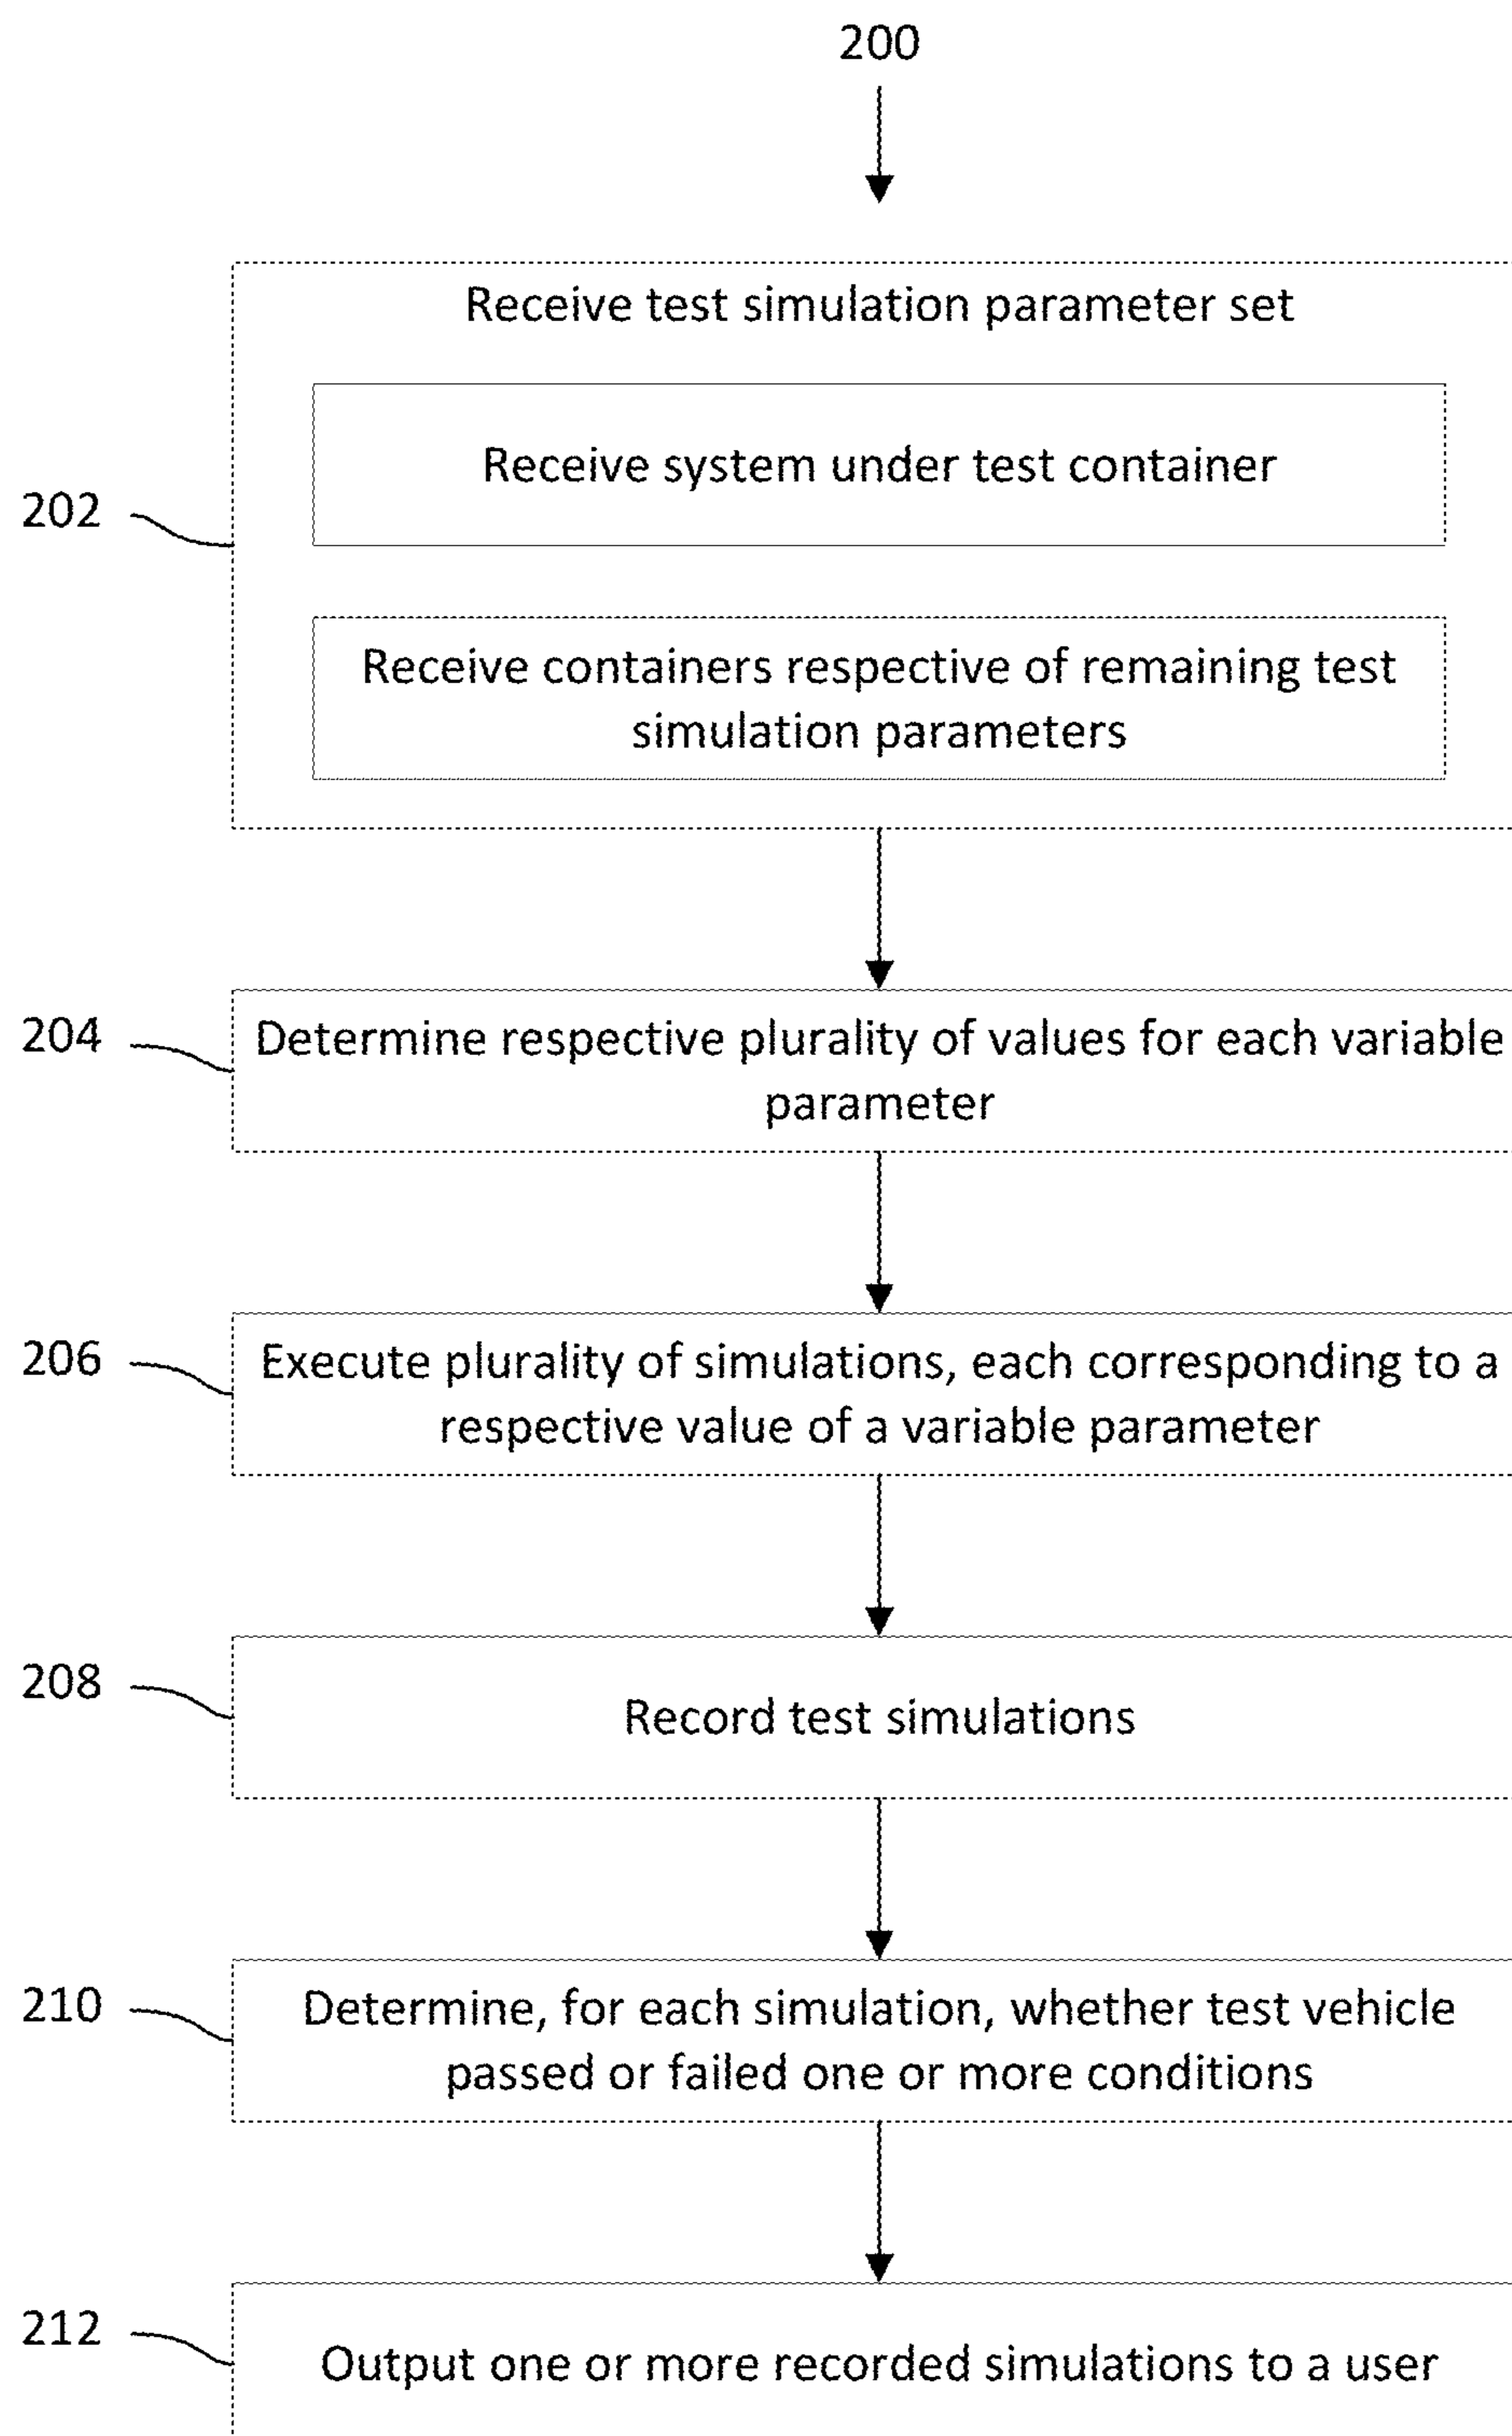 200
Receive test simulation parameter set
Receive system under test container
202
Receive containers respective of remaining test
simulation parameters
204
Determine respective plurality of values for each variable
parameter
206
Execute plurality of simulations, each corresponding to a
respective value of a variable parameter
208
Record test simulations
210
Determine, for each simulation, whether test vehicle
passed or failed one or more conditions
212
Output one or more recorded simulations to a user